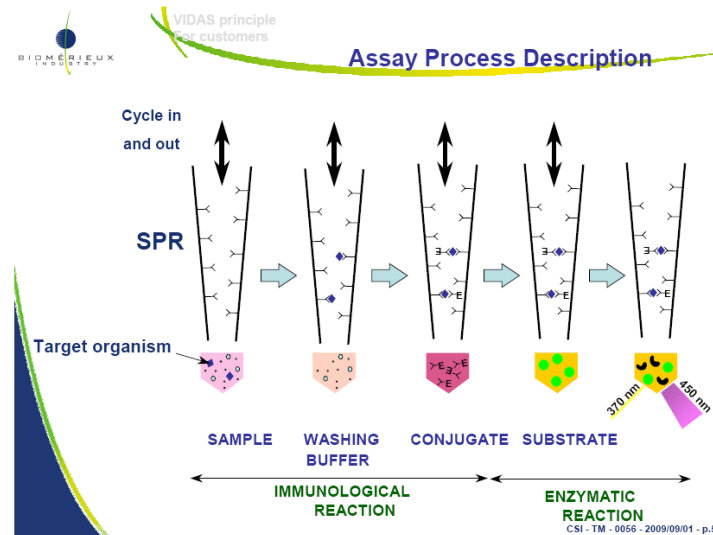 VIDAS principle
For customers
BIOMÉRIEUX
INDUSTRY
Assay Process Description
Cycle in
and out
SPR
Target organism
E
E
E
E
E
E
E
E
370 nm
450 nm
SAMPLE
WASHING
BUFFER
CONJUGATE
SUBSTRATE
IMMUNOLOGICAL
REACTION
ENZYMATIC
REACTION
CSI - TM - 0056 - 2009/09/01 - p.